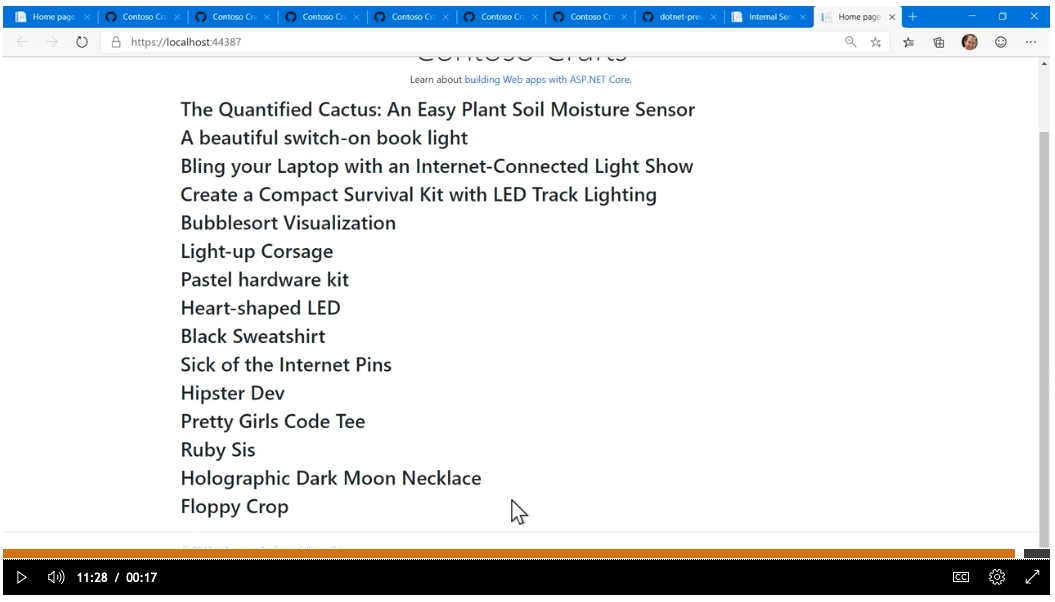 Home page
Contoso Cr
Contoso Cr
Contoso Cr
Contoso Cr
Contoso Cr
Contoso Cr
dotnet-pres
Internal Ser
Home page
https://localhost:44387
Contoso Crafts
Learn about building Web apps with ASP.NET Core.
The Quantified Cactus: An Easy Plant Soil Moisture Sensor
A beautiful switch-on book light
Bling your Laptop with an Internet-Connected Light Show
Create a Compact Survival Kit with LED Track Lighting
Bubblesort Visualization
Light-up Corsage
Pastel hardware kit
Heart-shaped LED
Black Sweatshirt
Sick of the Internet Pins
Hipster Dev
Pretty Girls Code Tee
Ruby Sis
Holographic Dark Moon Necklace
Floppy Crop
11:28 / 00:17
CC